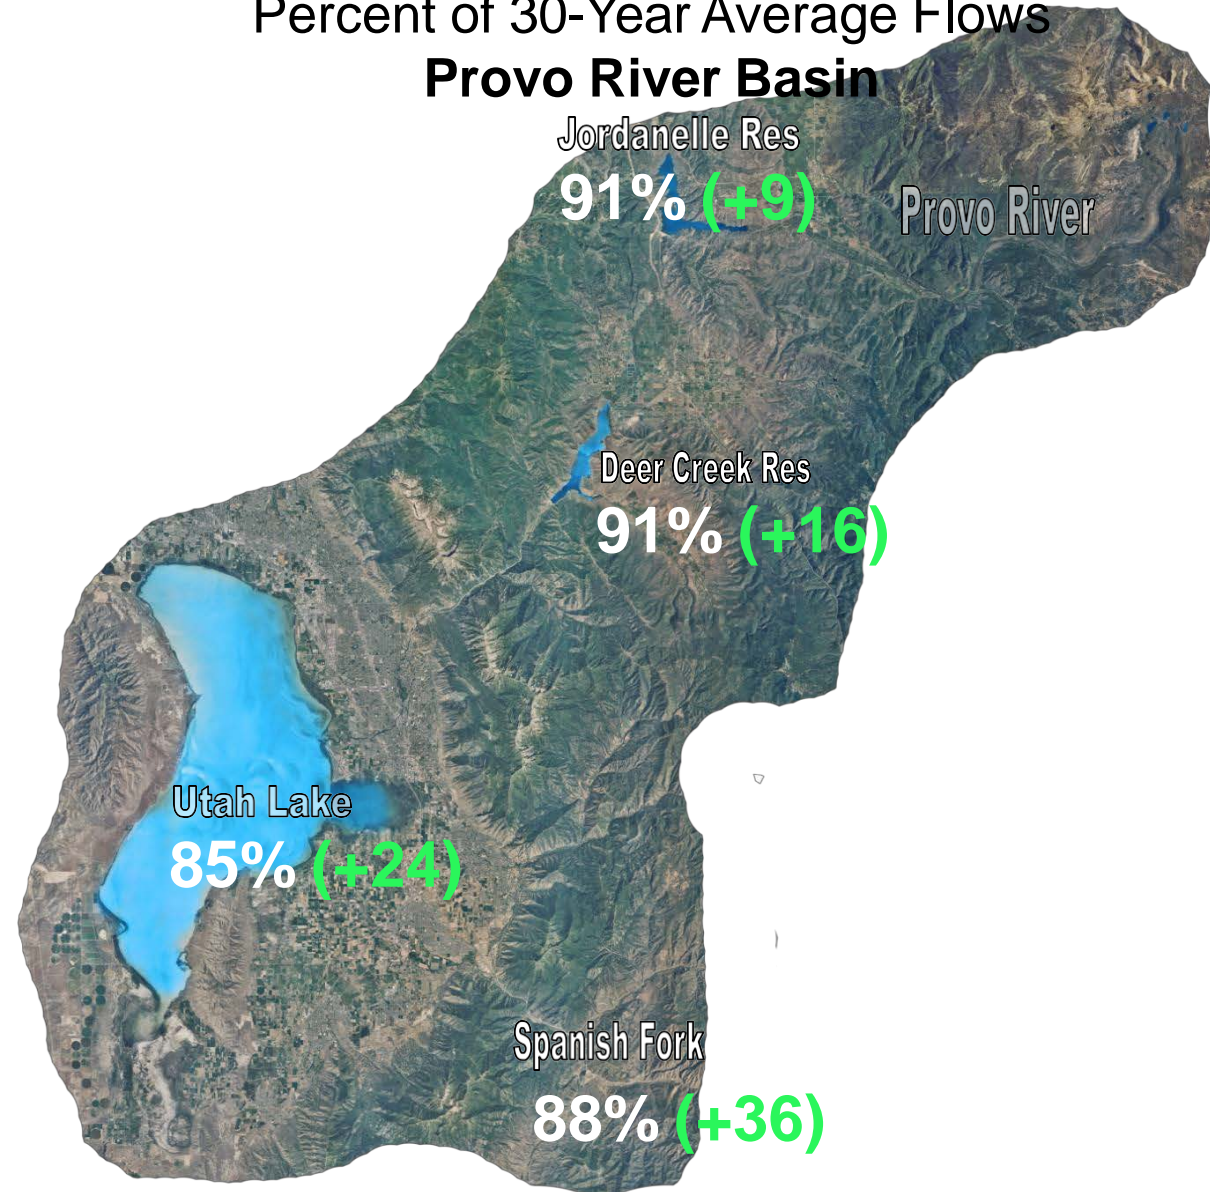 Percent of 30-Year Average Flows
Provo River Basin
Jordanelle Res
91% (+9)
Provo River
Deer Creek Res
91% (+16)
Utah Lake
85% (+24)
Spanish Fork
88% (+36)